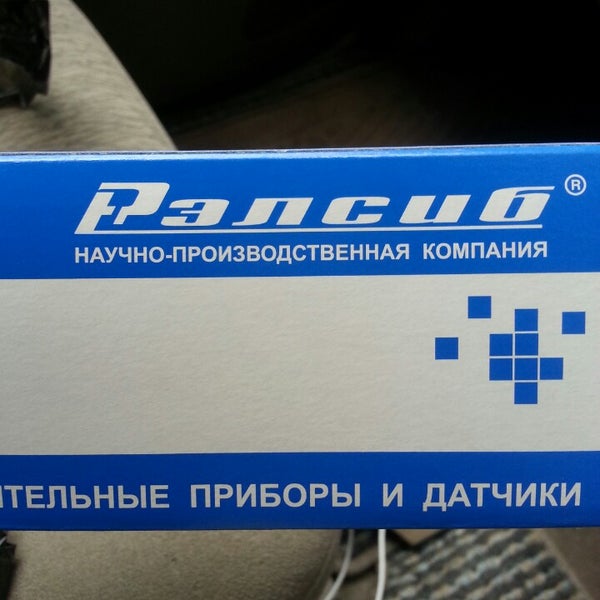 Рэлсиб ®
НАУЧНО-ПРОИЗВОДСТВЕННАЯ КОМПАНИЯ
ПРИБОРЫ И ДАТЧИКИ